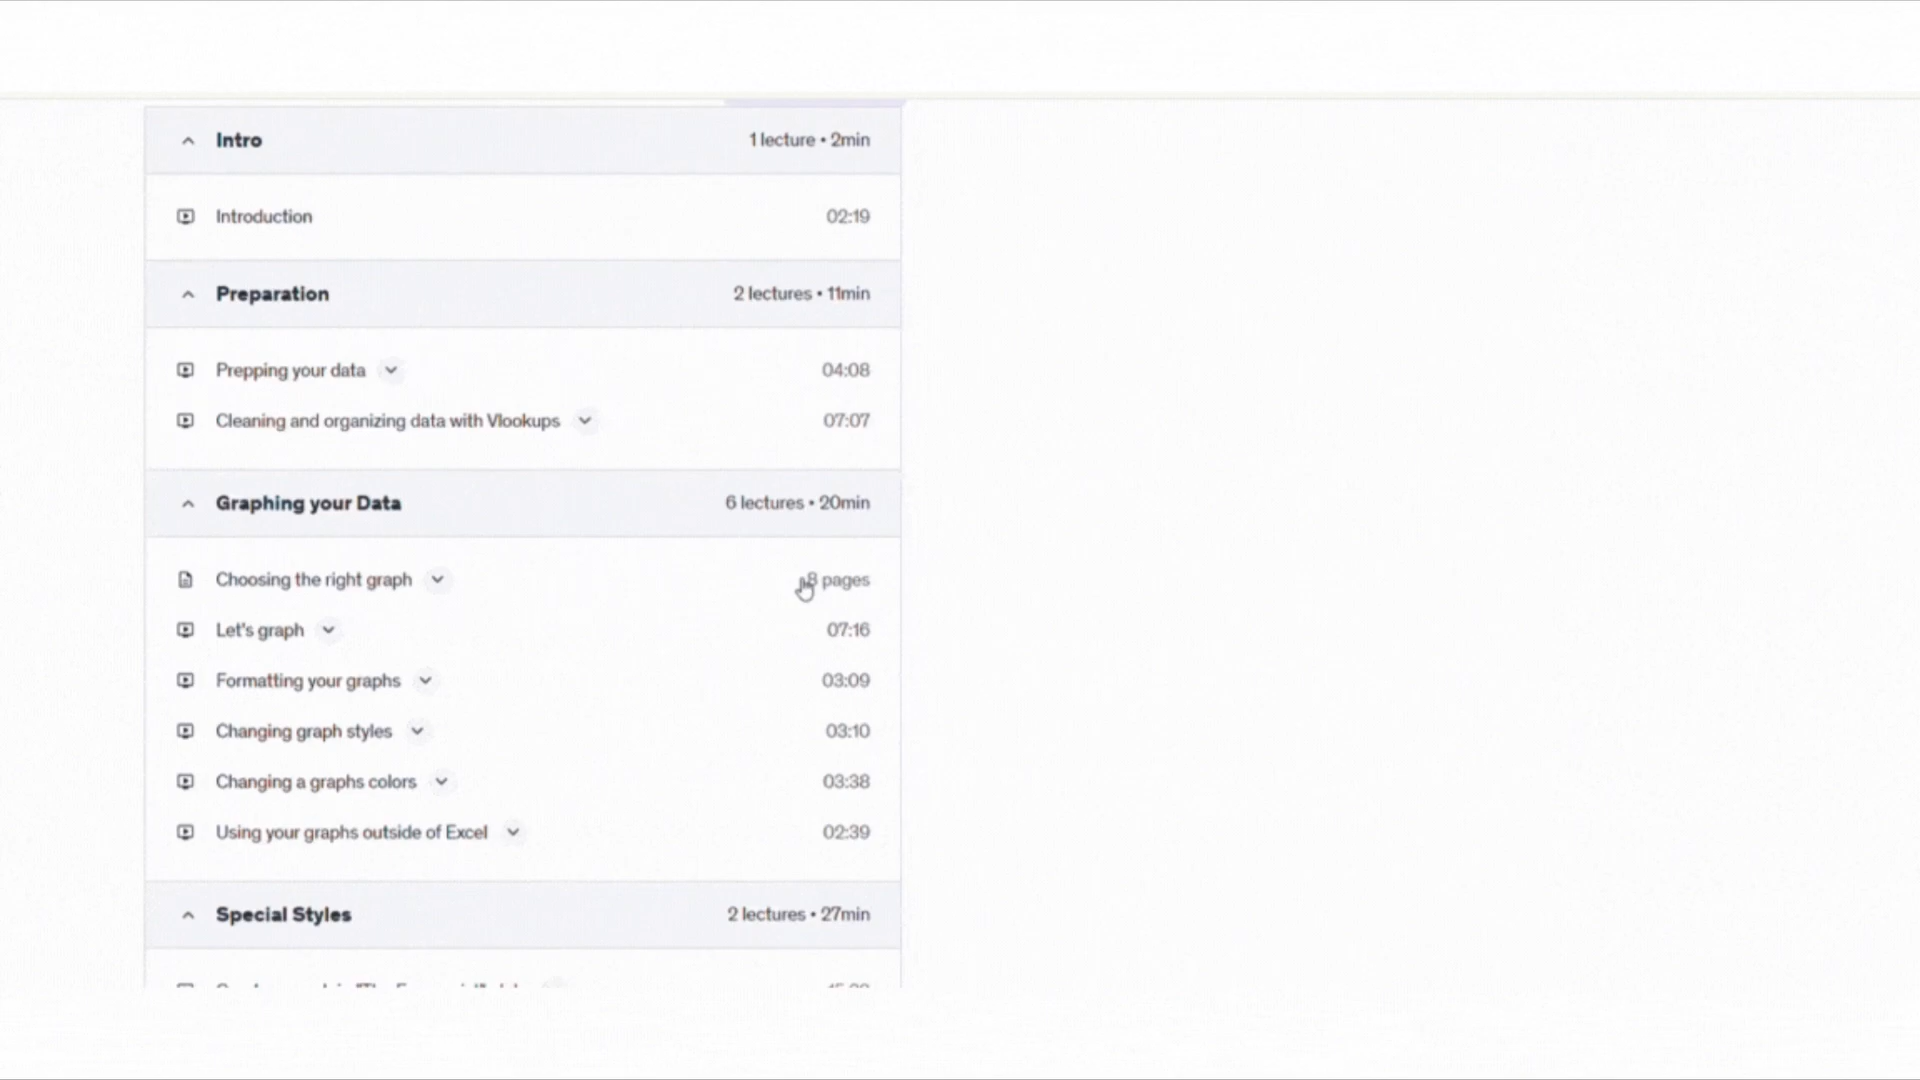 Intro 1 lecture • 2min
Introduction 02:19
Preparation 2 lectures • 11min
Prepping your data 04:08
Cleaning and organizing data with Vlookups 07:07
Graphing your Data 6 lectures • 20min
Choosing the right graph 8 pages
Let's graph 07:16
Formatting your graphs 03:09
Changing graph styles 03:10
Changing a graphs colors 03:38
Using your graphs outside of Excel 02:39
Special Styles 2 lectures • 27min